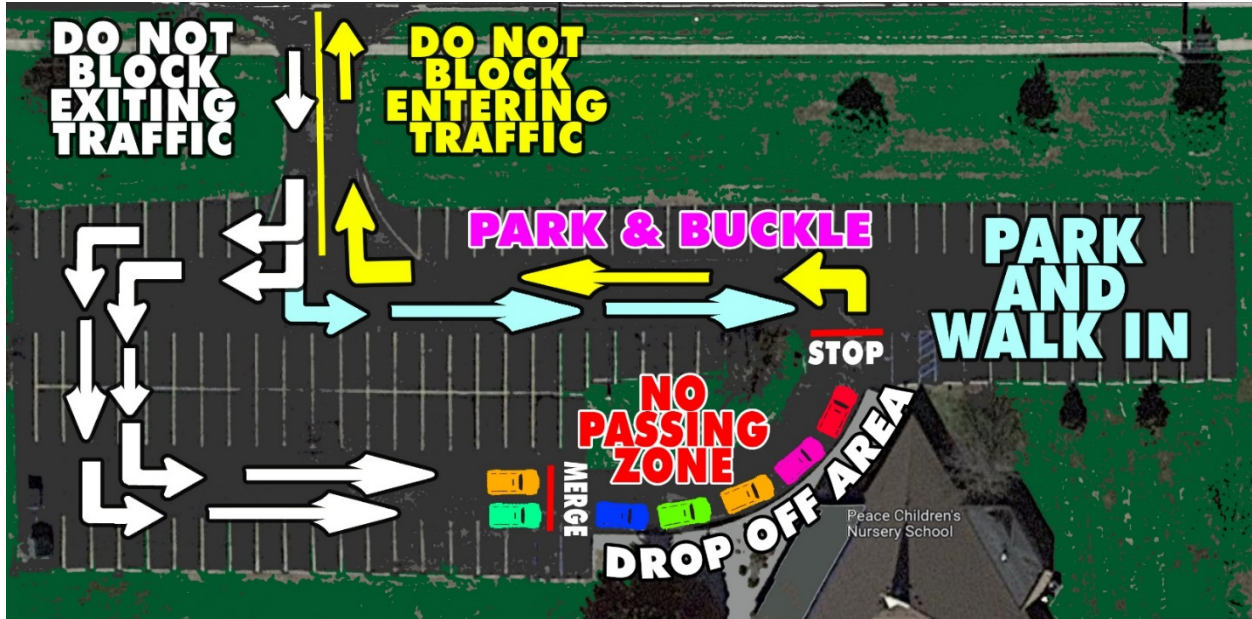 DO NOT
BLOCK
EXITING
TRAFFIC
DO NOT
BLOCK
ENTERING
TRAFFIC
PARK & BUCKLE
PARK
AND
WALK IN
STOP
NO
PASSING
ZONE
MERGE
DROP OFF AREA
Peace Children's
Nursery School